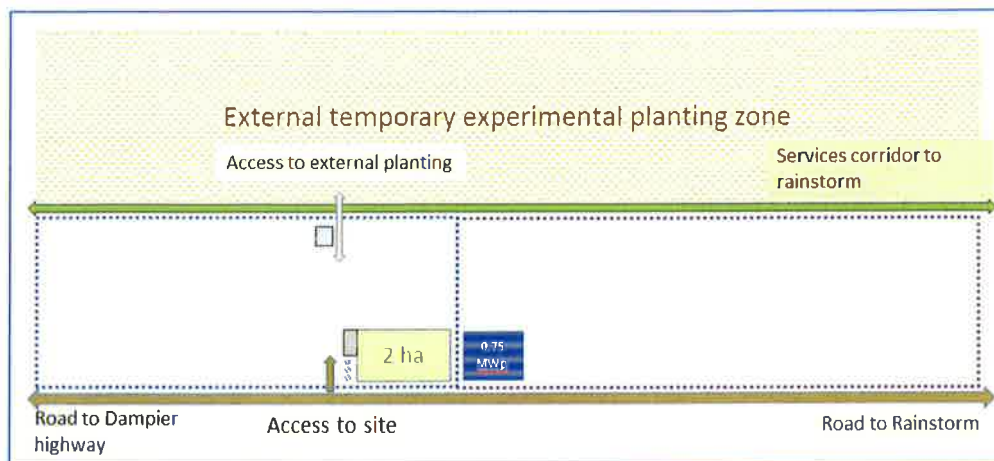 External temporary experimental planting zone
Access to external planting
Services corridor to
rainstorm
2 ha
0.75
MWp
Road to Dampier
highway
Access to site
Road to Rainstorm